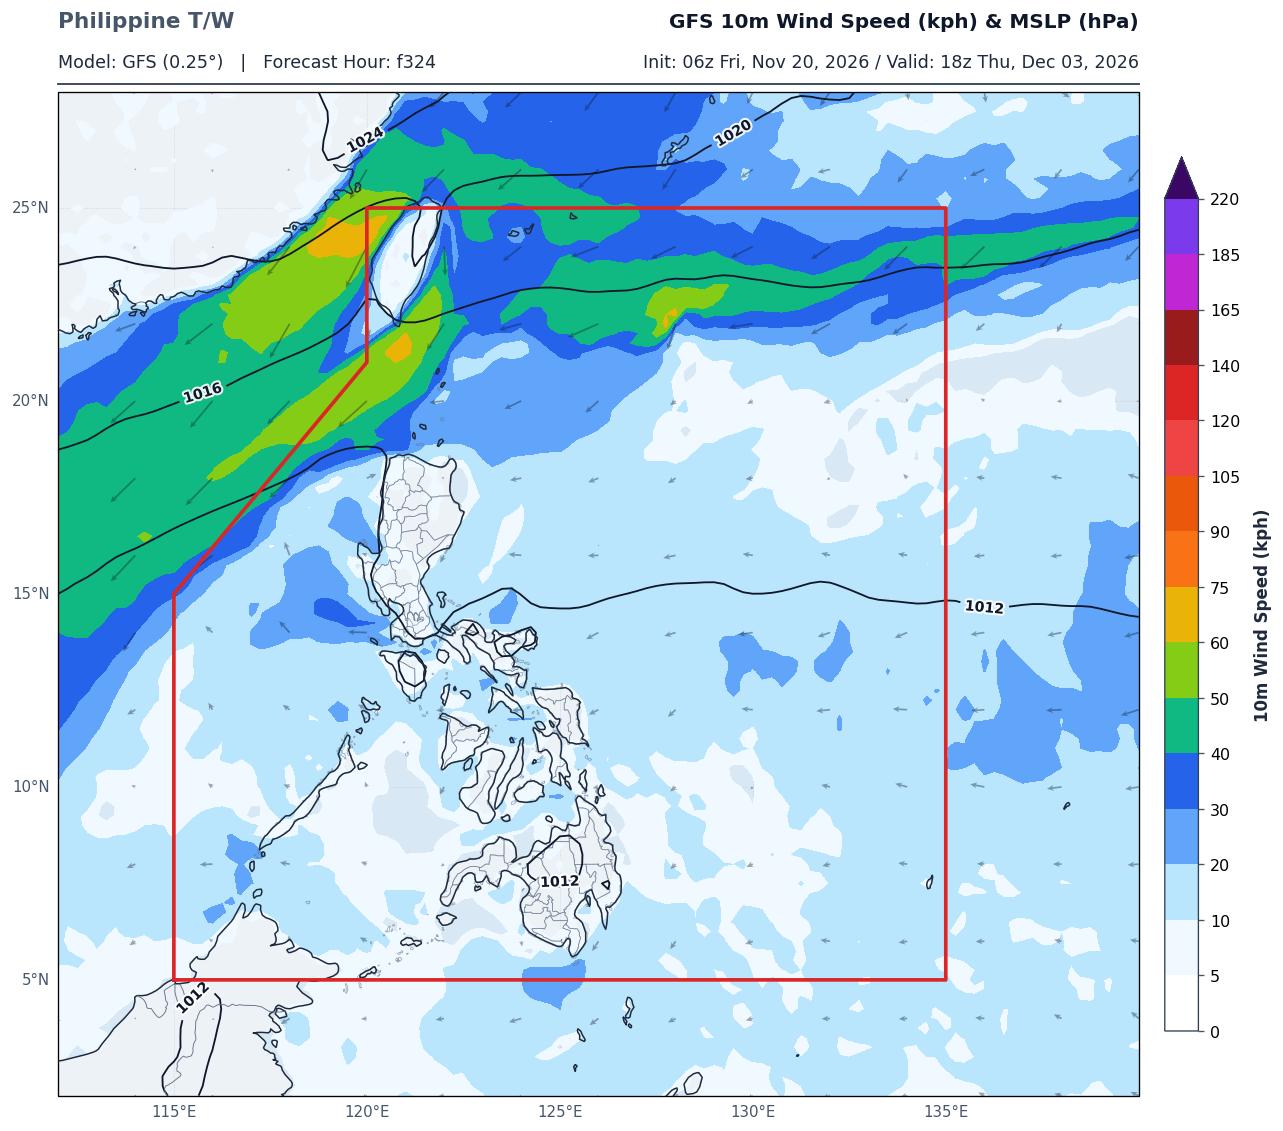 Philippine T/W
GFS 10m Wind Speed (kph) & MSLP (hPa)
Model: GFS (0.25°)   |   Forecast Hour: f324
Init: 06z Fri, Nov 20, 2026 / Valid: 18z Thu, Dec 03, 2026
1024
1020
1016
1012
1012
1012
25°N
20°N
15°N
10°N
5°N
115°E
120°E
125°E
130°E
135°E
220
185
165
140
120
105
90
75
60
50
40
30
20
10
5
0
10m Wind Speed (kph)